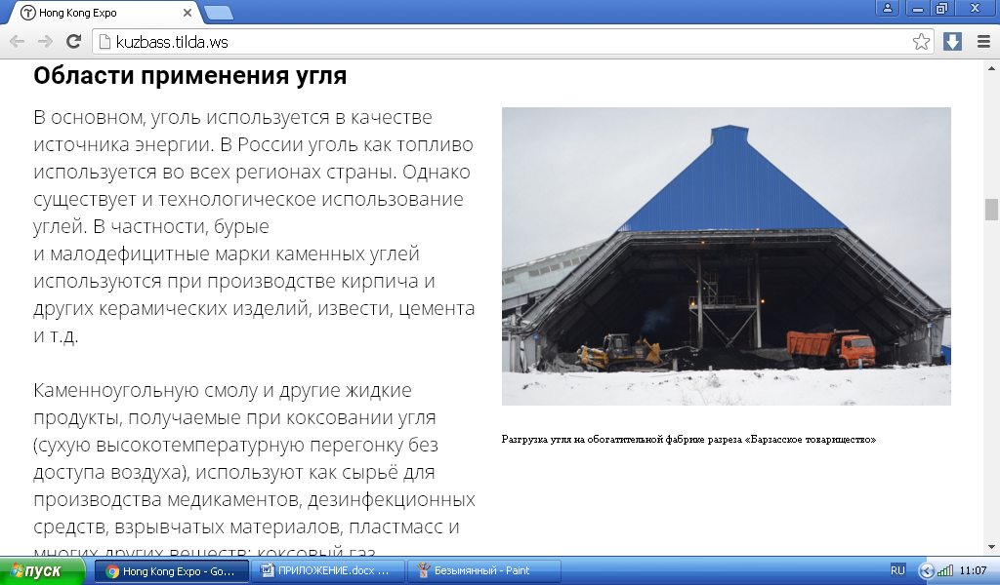 Hong Kong Expo
kuzbass.tilda.ws
Области применения угля
В основном, уголь используется в качестве
источника энергии. В России уголь как топливо
используется во всех регионах страны. Однако
существует и технологическое использование
углей. В частности, бурые
и малодефицитные марки каменных углей
используются при производстве кирпича и
других керамических изделий, извести, цемента
и т.д.
Каменноугольную смолу и другие жидкие
продукты, получаемые при коксовании угля
(сухую высокотемпературную перегонку без
доступа воздуха), используют как сырьё для
производства медикаментов, дезинфекционных
средств, взрывчатых материалов, пластмасс и
многих других веществ; коксовый газ
Разгрузка угля на обогатительной фабрике разреза «Барзасское товарищество»
пуск
Hong Kong Expo - Go...
ПРИЛОЖЕНИЕ.docx ...
Безымянный - Paint
RU
11:07